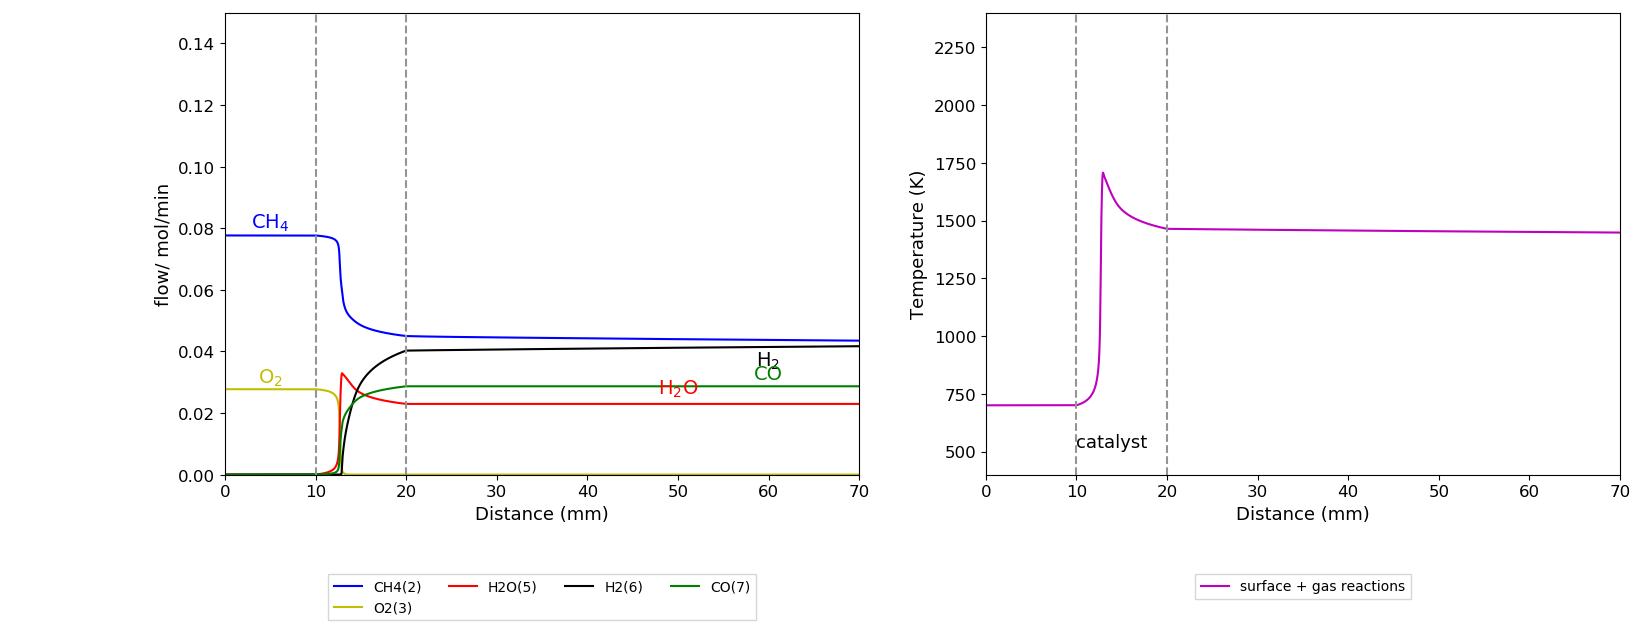 0.14
0.12
0.10
0.08
0.06
0.04
0.02
0.00
flow/ mol/min
CH₄
O₂
H₂
CO
H₂O
0 10 20 30 40 50 60 70
Distance (mm)
CH4(2) H2O(5) H2(6) CO(7)
O2(3)
2250
2000
1750
1500
1250
1000
750
500
Temperature (K)
catalyst
0 10 20 30 40 50 60 70
Distance (mm)
surface + gas reactions